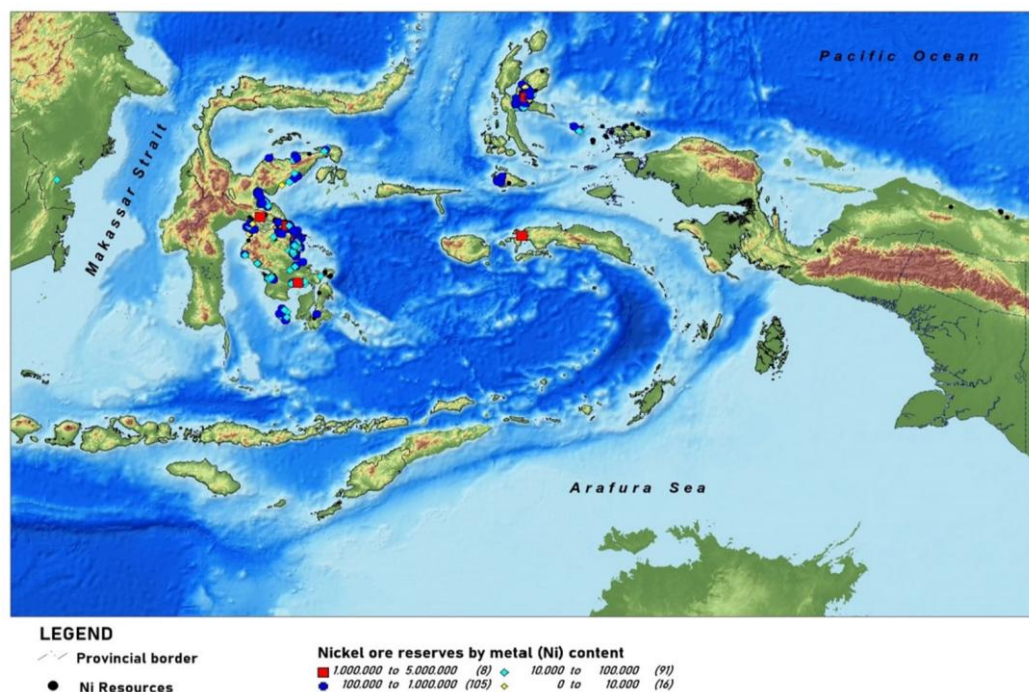 Pacific Ocean
Makassar Strait
Arafura Sea
LEGEND
Provincial border
Ni Resources
Nickel ore reserves by metal (Ni) content
1.000.000 to 5.000.000 (8)
100.000 to 1.000.000 (105)
10.000 to 100.000 (91)
0 to 10.000 (16)